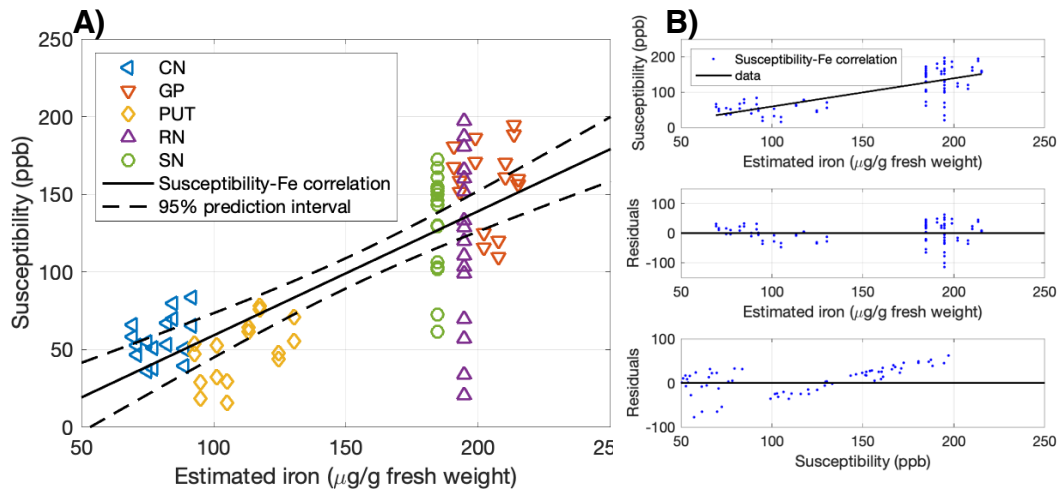 A)
250
200
150
100
50
0
Susceptibility (ppb)
CN
GP
PUT
RN
SN
Susceptibility-Fe correlation
95% prediction interval
50 100 150 200 250
Estimated iron (μg/g fresh weight)
B)
200
100
0
Susceptibility (ppb)
Susceptibility-Fe correlation
data
50 100 150 200 250
Estimated iron (μg/g fresh weight)
100
0
-100
Residuals
50 100 150 200 250
Estimated iron (μg/g fresh weight)
100
0
-100
Residuals
50 100 150 200 250
Susceptibility (ppb)